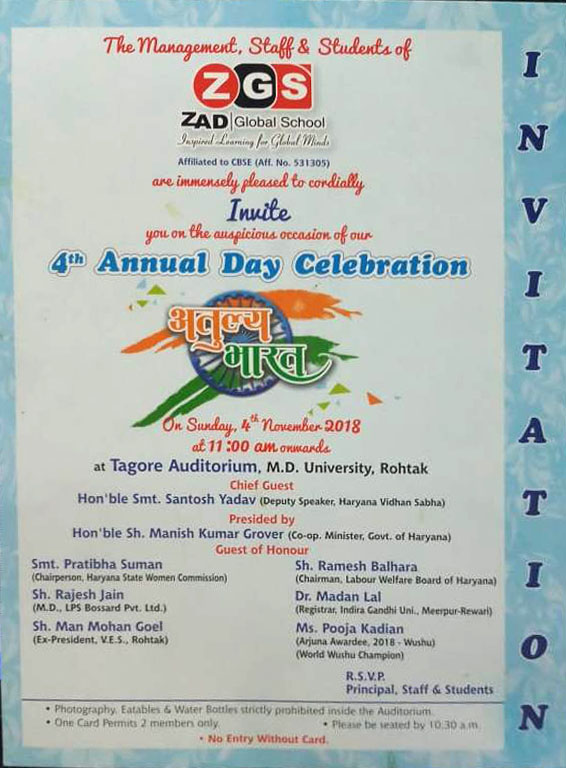 The Management, Staff & Students of
ZGS
ZAD Global School
Inspired Learning for Global Minds
Affiliated to CBSE (Aff. No. 531305)
are immensely pleased to cordially
Invite
you on the auspicious occasion of our
4th Annual Day Celebration
अतुल्य
भारत
On Sunday, 4th November 2018
at 11:00 am onwards
at Tagore Auditorium, M.D. University, Rohtak
Chief Guest
Hon'ble Smt. Santosh Yadav (Deputy Speaker, Haryana Vidhan Sabha)
Presided by
Hon'ble Sh. Manish Kumar Grover (Co-op. Minister, Govt. of Haryana)
Guest of Honour
Smt. Pratibha Suman
(Chairperson, Haryana State Women Commission)
Sh. Rajesh Jain
(M.D., LPS Bossard Pvt. Ltd.)
Sh. Man Mohan Goel
(Ex-President, V.E.S., Rohtak)
Sh. Ramesh Balhara
(Chairman, Labour Welfare Board of Haryana)
Dr. Madan Lal
(Registrar, Indira Gandhi Uni., Meerpur-Rewari)
Ms. Pooja Kadian
(Arjuna Awardee, 2018 - Wushu)
(World Wushu Champion)
R.S.V.P.
Principal, Staff & Students
• Photography, Eatables & Water Bottles strictly prohibited inside the Auditorium.
• One Card Permits 2 members only.
• Please be seated by 10:30 a.m.
• No Entry Without Card.
INVITATION